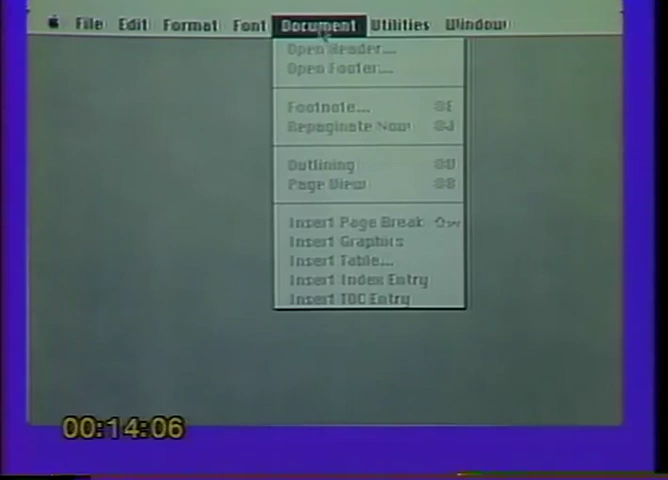 File Edit Format Font Document Utilities Window
Open Header...
Open Footer...
Footnote... ⌘E
Repaginate Now ⌘J
Outlining ⌘U
Page View ⌘B
Insert Page Break
Insert Graphics
Insert Table...
Insert Index Entry
Insert TOC Entry
00:14:06